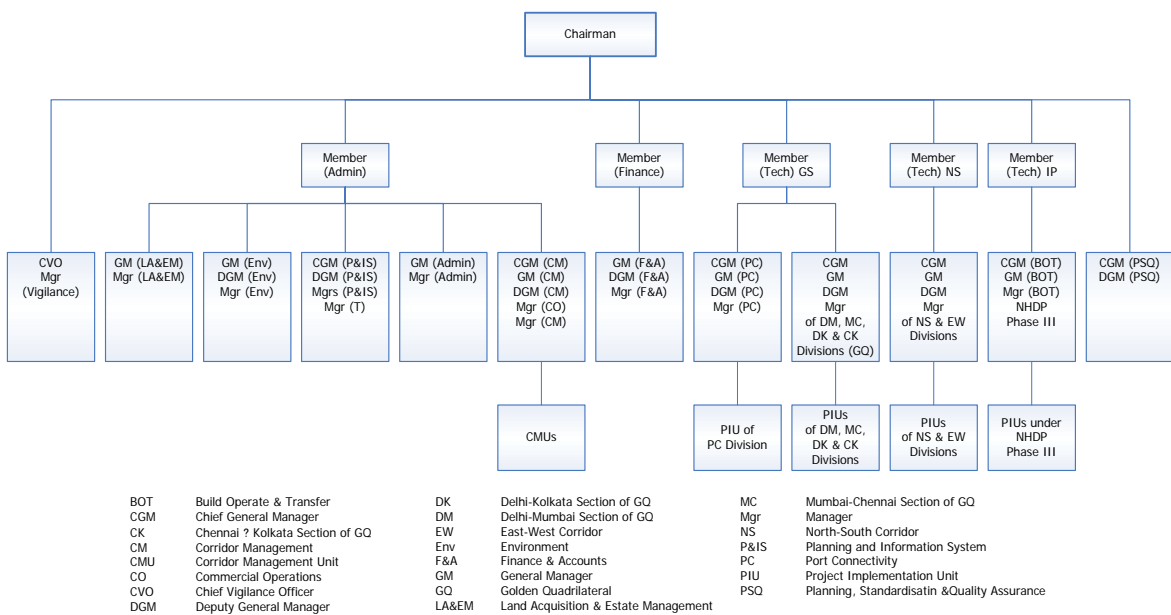 Chairman
Member
(Admin)
Member
(Finance)
Member
(Tech) GS
Member
(Tech) NS
Member
(Tech) IP
CVO
Mgr
(Vigilance)
GM (LA&EM)
Mgr (LA&EM)
GM (Env)
DGM (Env)
Mgr (Env)
CGM (P&IS)
DGM (P&IS)
Mgrs (P&IS)
Mgr (T)
GM (Admin)
Mgr (Admin)
CGM (CM)
GM (CM)
DGM (CM)
Mgr (CO)
Mgr (CM)
GM (F&A)
DGM (F&A)
Mgr (F&A)
CGM (PC)
GM (PC)
DGM (PC)
Mgr (PC)
CGM
GM
DGM
Mgr
of DM, MC,
DK & CK
Divisions (GQ)
CGM
GM
DGM
Mgr
of NS & EW
Divisions
CGM (BOT)
GM (BOT)
Mgr (BOT)
NHDP
Phase III
CGM (PSQ)
DGM (PSQ)
CMUs
PIU of
PC Division
PIUs
of DM, MC,
DK & CK
Divisions
PIUs
of NS & EW
Divisions
PIUs under
NHDP
Phase III
BOT Build Operate & Transfer
CGM Chief General Manager
CK Chennai ? Kolkata Section of GQ
CM Corridor Management
CMU Corridor Management Unit
CO Commercial Operations
CVO Chief Vigilance Officer
DGM Deputy General Manager
DK Delhi-Kolkata Section of GQ
DM Delhi-Mumbai Section of GQ
EW East-West Corridor
Env Environment
F&A Finance & Accounts
GM General Manager
GQ Golden Quadrilateral
LA&EM Land Acquisition & Estate Management
MC Mumbai-Chennai Section of GQ
Mgr Manager
NS North-South Corridor
P&IS Planning and Information System
PC Port Connectivity
PIU Project Implementation Unit
PSQ Planning, Standardisatin &Quality Assurance